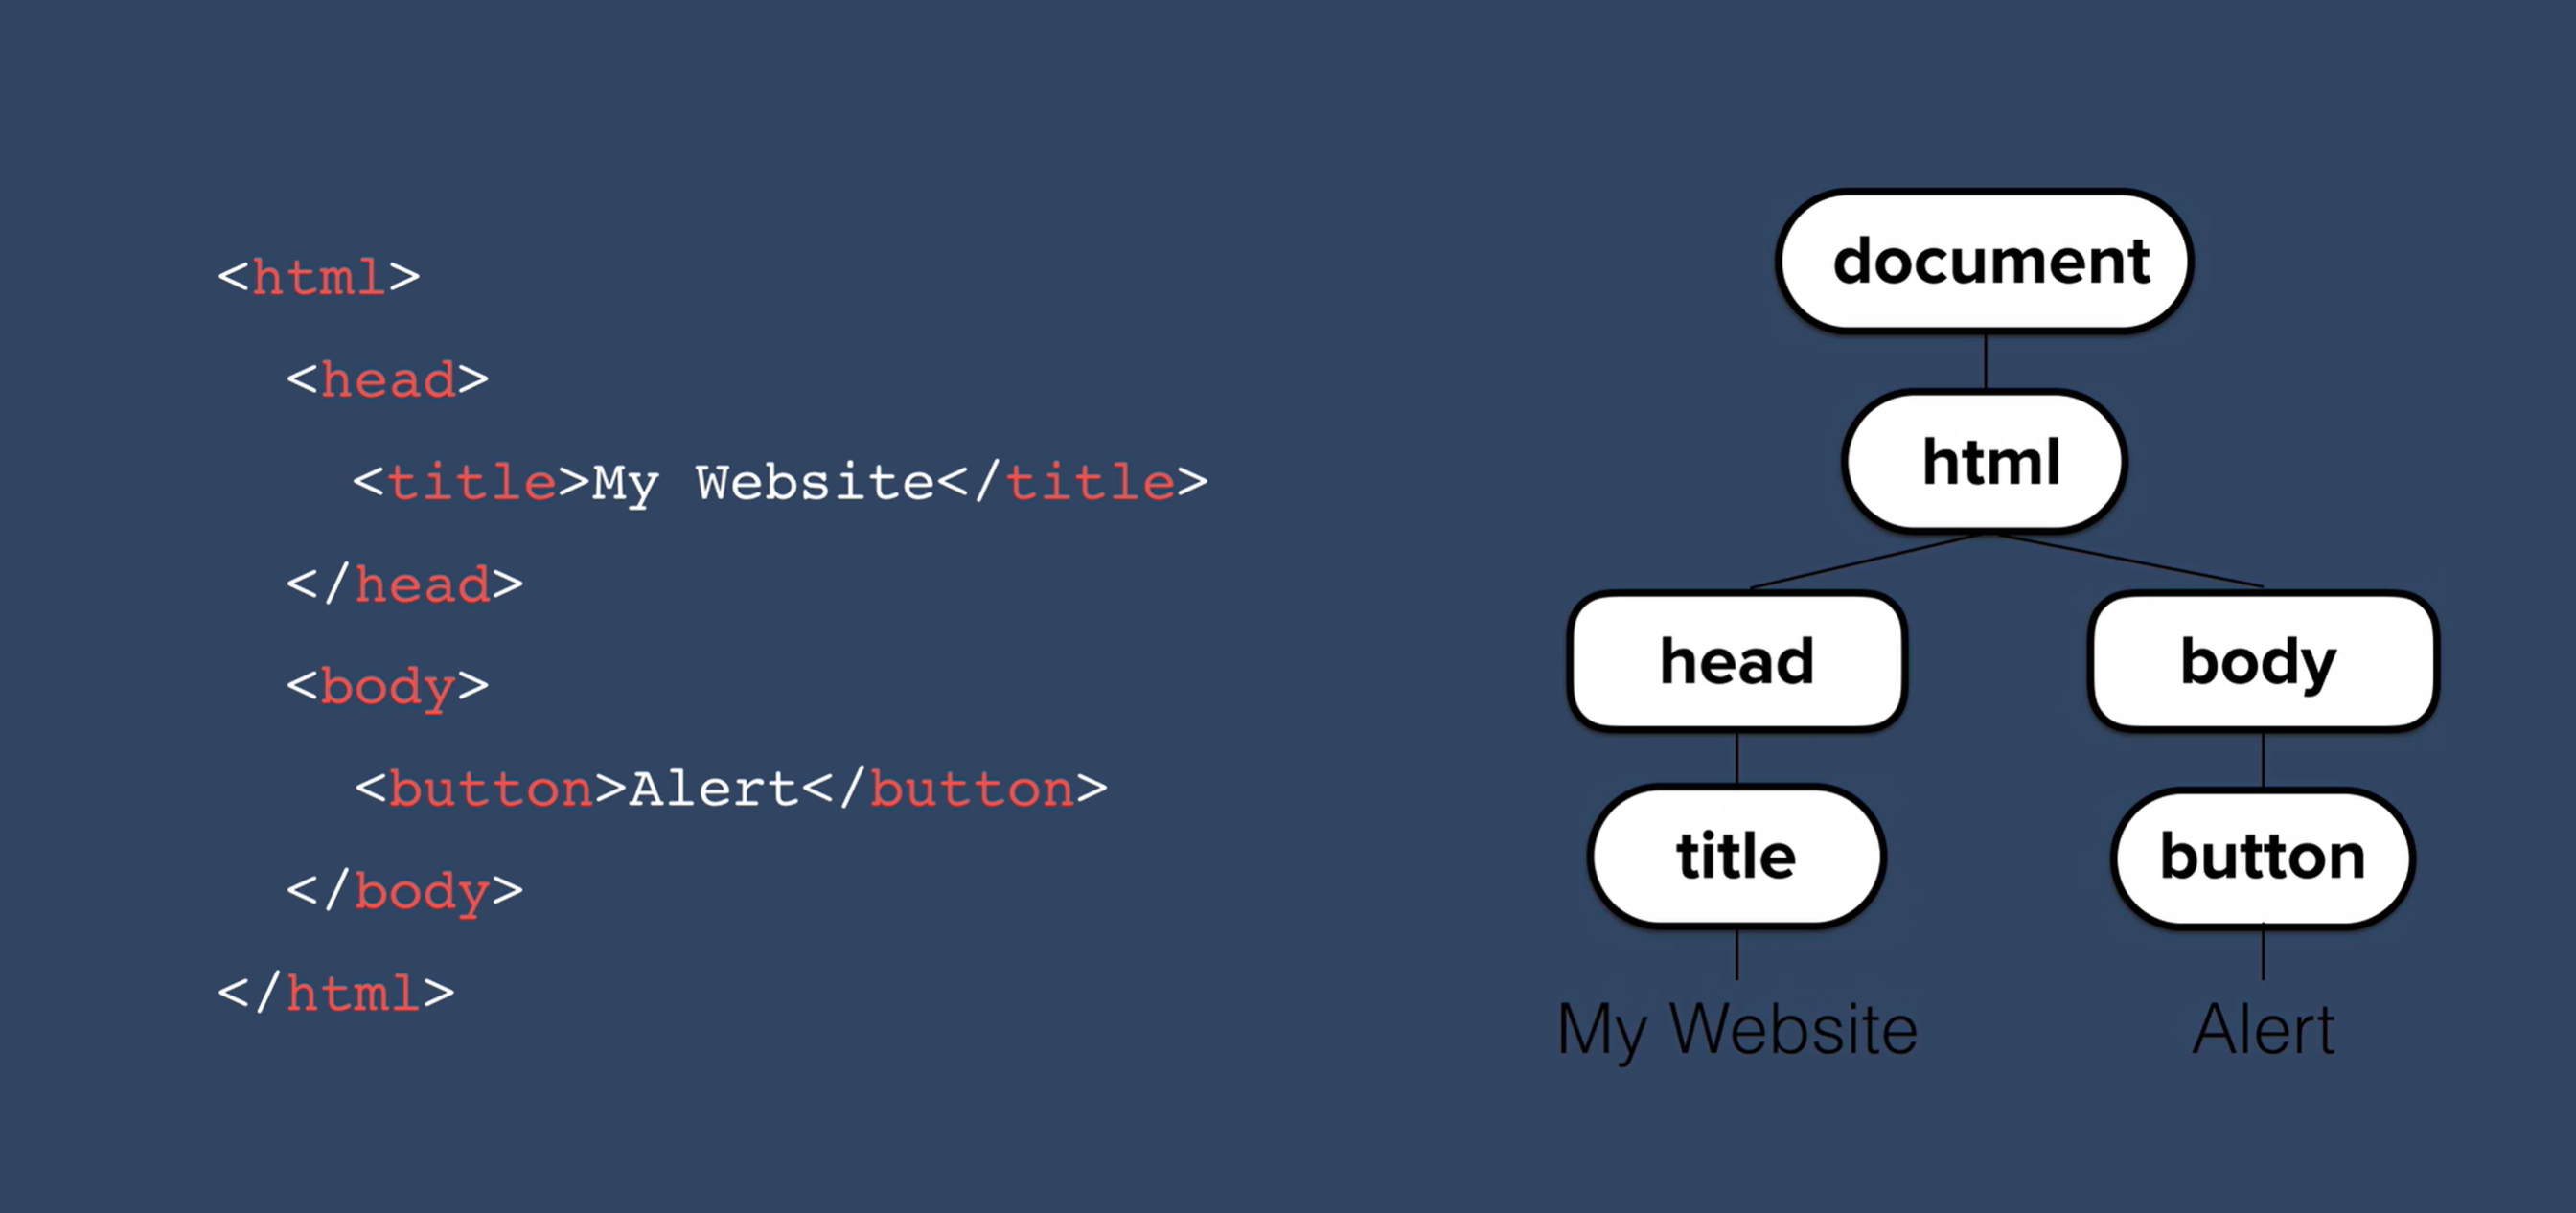 <html>
<head>
<title>My Website</title>
</head>
<body>
<button>Alert</button>
</body>
</html>
document
html
head body
title button
My Website Alert